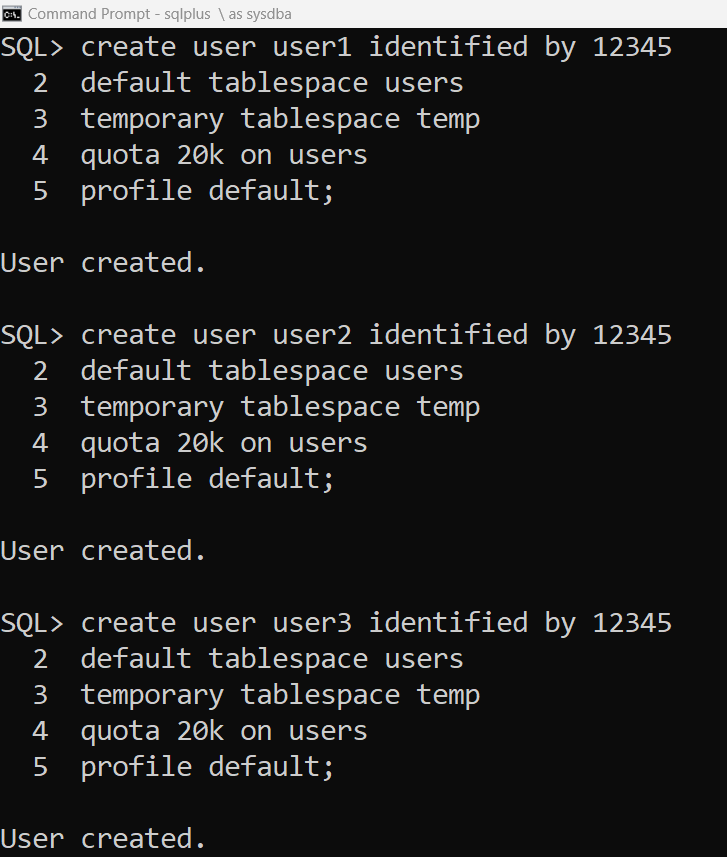 Command Prompt - sqlplus \ as sysdba
SQL> create user user1 identified by 12345
2 default tablespace users
3 temporary tablespace temp
4 quota 20k on users
5 profile default;
User created.
SQL> create user user2 identified by 12345
2 default tablespace users
3 temporary tablespace temp
4 quota 20k on users
5 profile default;
User created.
SQL> create user user3 identified by 12345
2 default tablespace users
3 temporary tablespace temp
4 quota 20k on users
5 profile default;
User created.